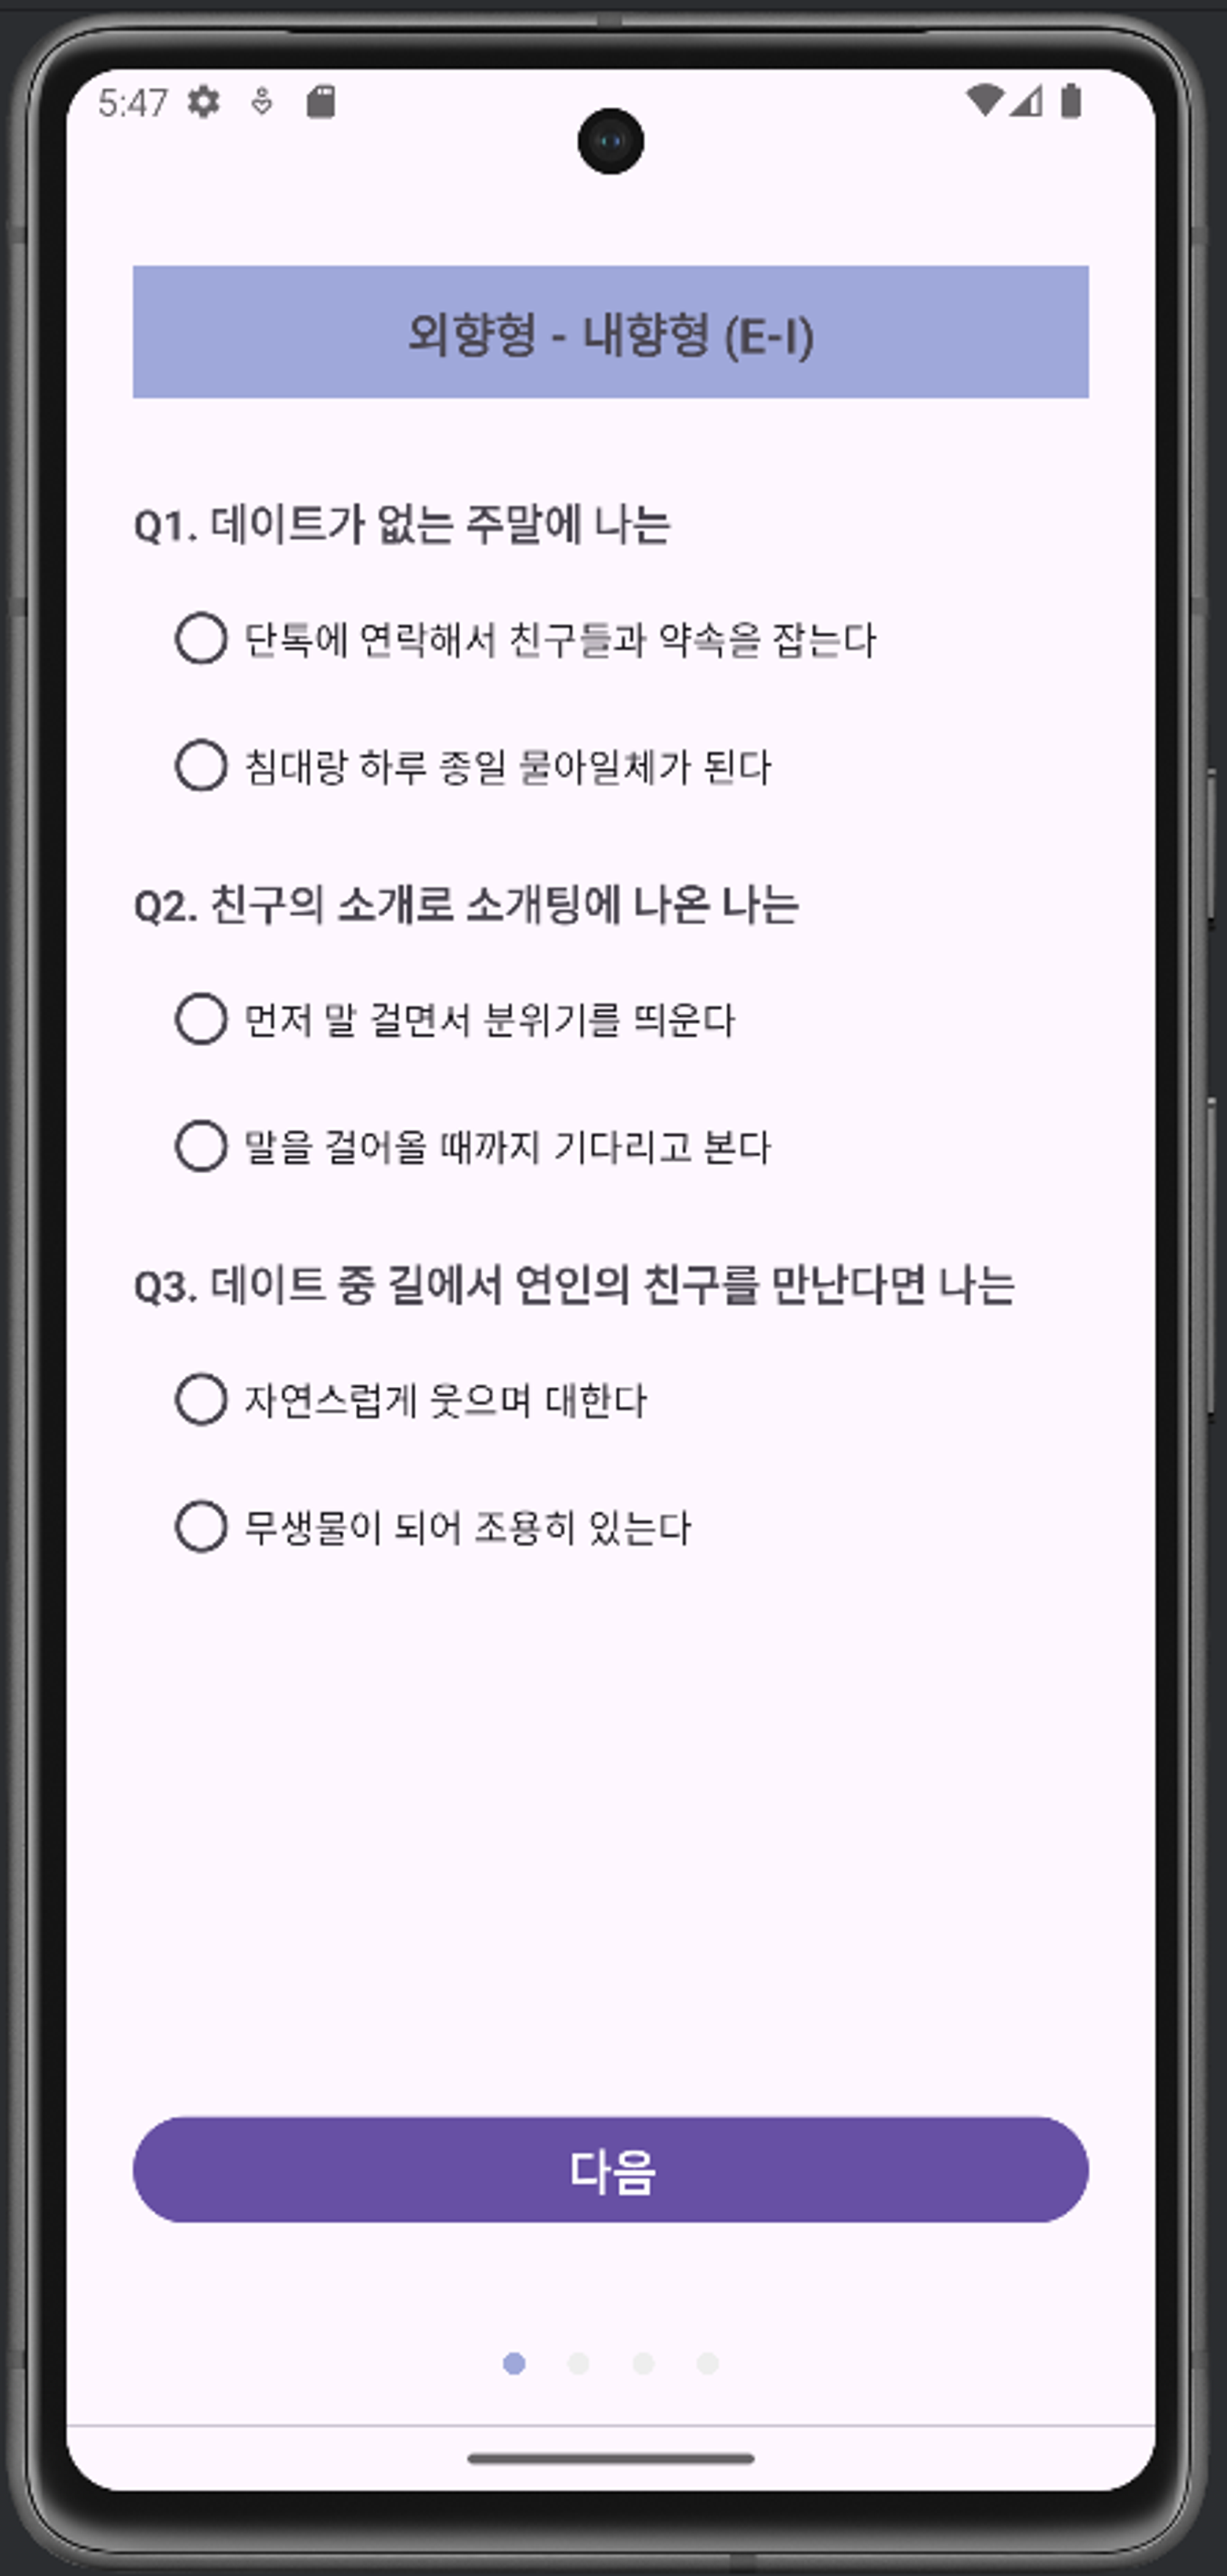 5:47
외향형 - 내향형 (E-I)
Q1. 데이트가 없는 주말에 나는
단톡에 연락해서 친구들과 약속을 잡는다
침대랑 하루 종일 물아일체가 된다
Q2. 친구의 소개로 소개팅에 나온 나는
먼저 말 걸면서 분위기를 띄운다
말을 걸어올 때까지 기다리고 본다
Q3. 데이트 중 길에서 연인의 친구를 만난다면 나는
자연스럽게 웃으며 대한다
무생물이 되어 조용히 있는다
다음